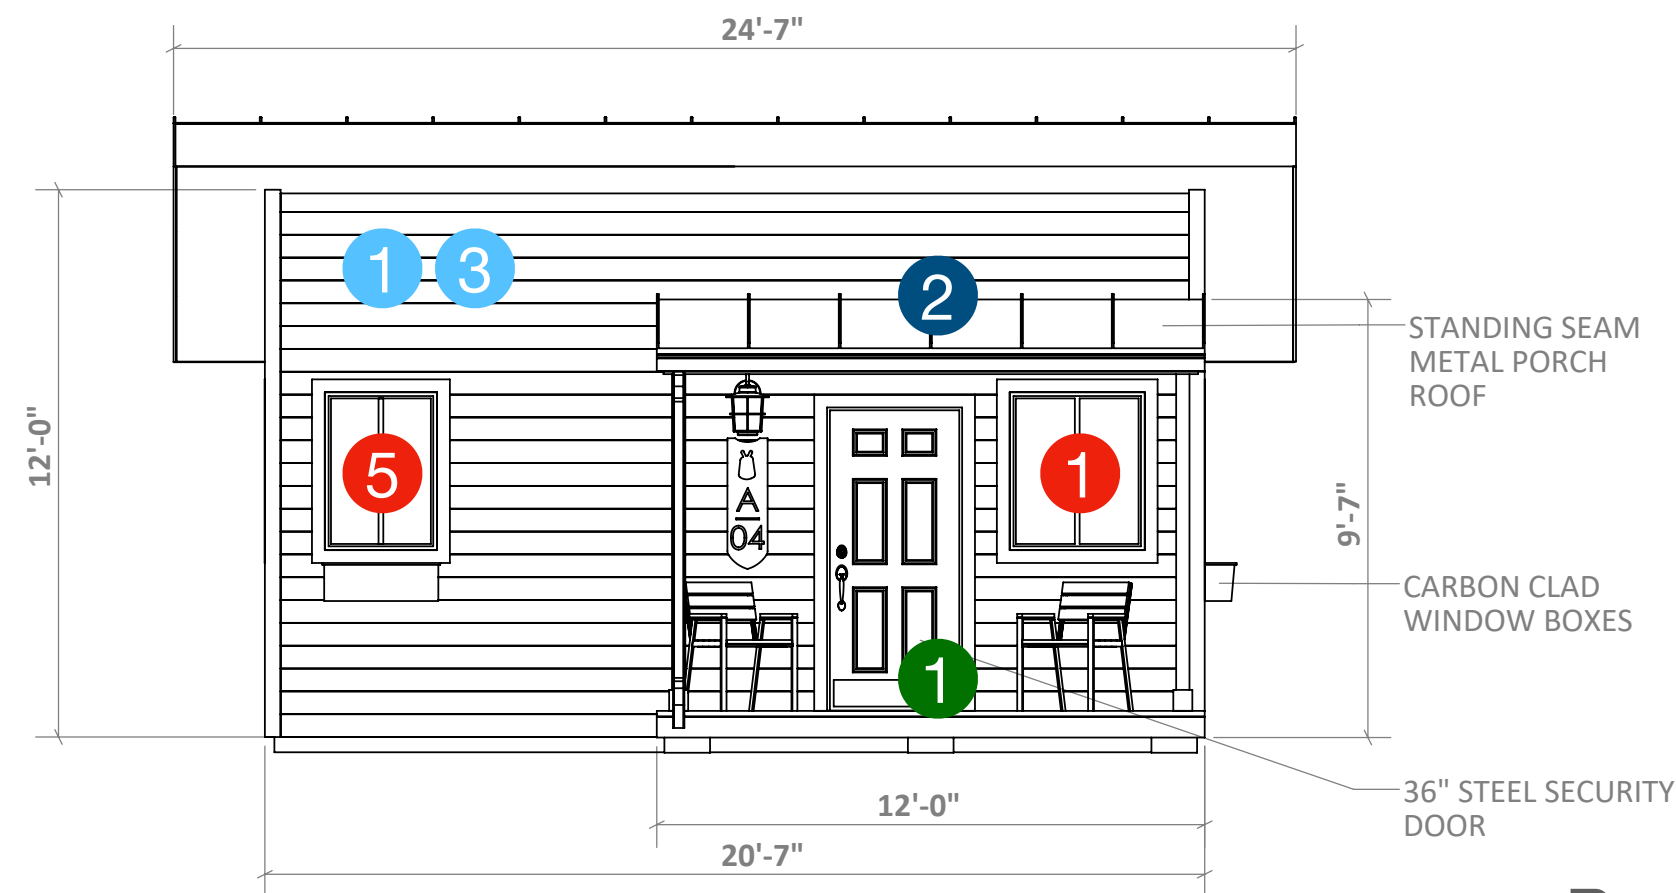 24'-7"
1
3
2
STANDING SEAM
METAL PORCH
ROOF
12'-0"
5
A
04
1
9'-7"
CARBON CLAD
WINDOW BOXES
1
36" STEEL SECURITY
DOOR
12'-0"
20'-7"